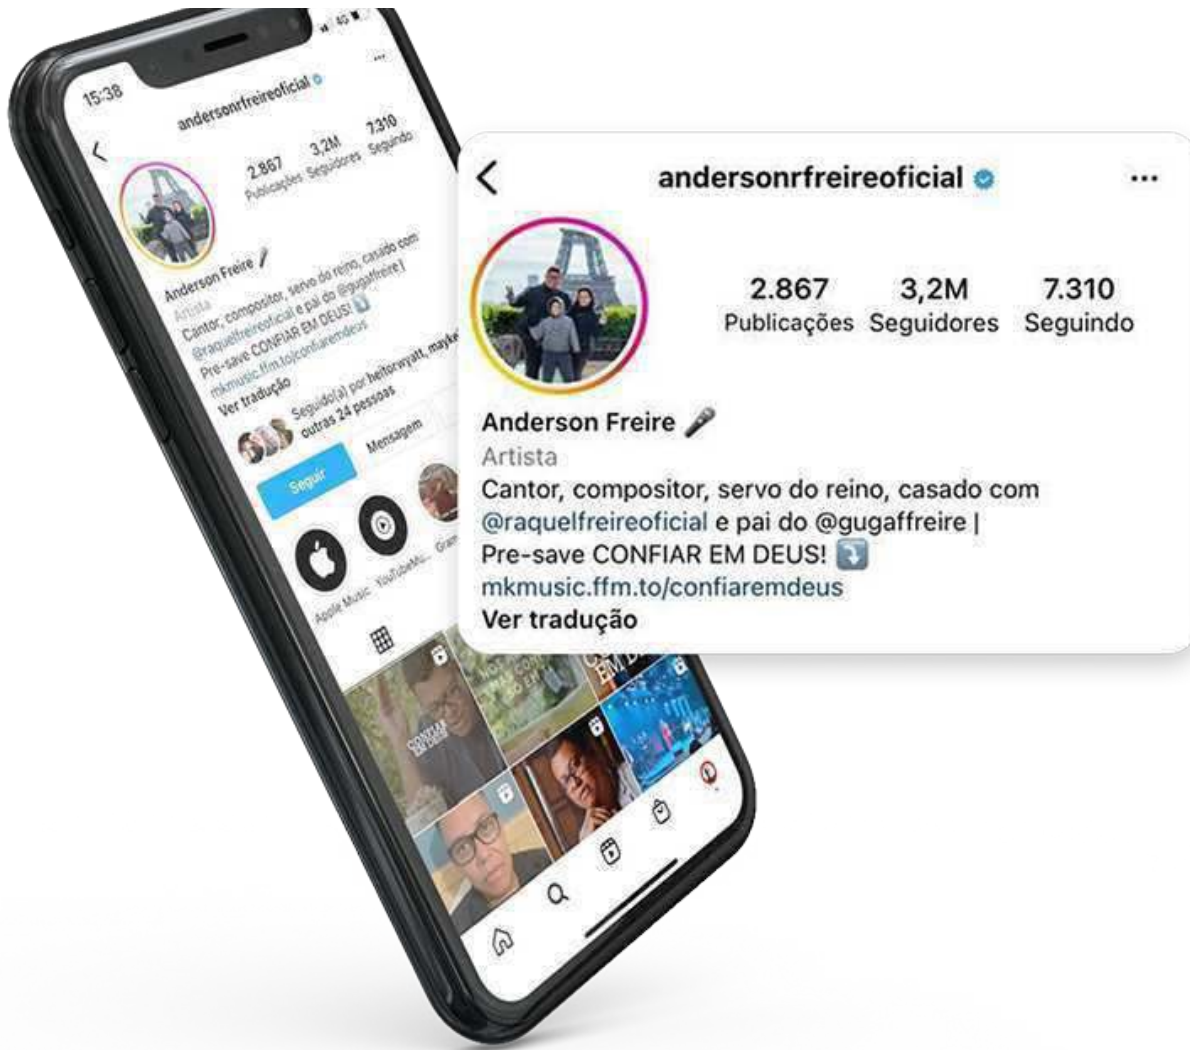 15:38
4G
andersonrfreireoficial
2.867 3,2M 7.310
Publicações Seguidores Seguindo
Anderson Freire
Artista
Cantor, compositor, servo do reino, casado com
@raquelfreireoficial e pai do @gugaffreire |
Pre-save CONFIAR EM DEUS!
mkmusic.ffm.to/confiaremdeus
Ver tradução
Seguido(a) por heitorwyatt,
outras 24 pessoas
Seguir Mensagem
Apple Music YouTubeMu...
CONFIAR
EM DEUS
andersonrfreireoficial
2.867 3,2M 7.310
Publicações Seguidores Seguindo
Anderson Freire
Artista
Cantor, compositor, servo do reino, casado com
@raquelfreireoficial e pai do @gugaffreire |
Pre-save CONFIAR EM DEUS!
mkmusic.ffm.to/confiaremdeus
Ver tradução